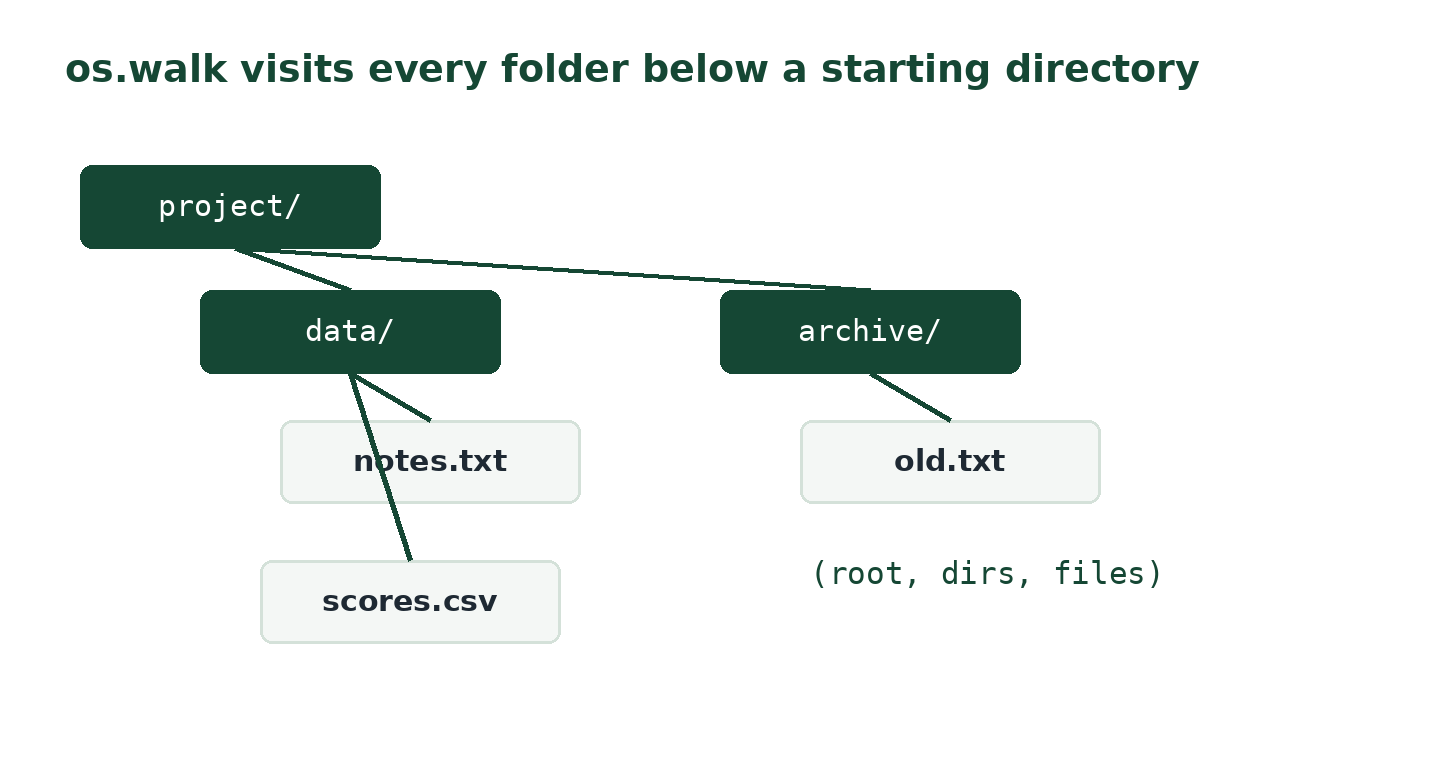 os.walk visits every folder below a starting directory
project/
data/
archive/
notes.txt
old.txt
(root, dirs, files)
scores.csv